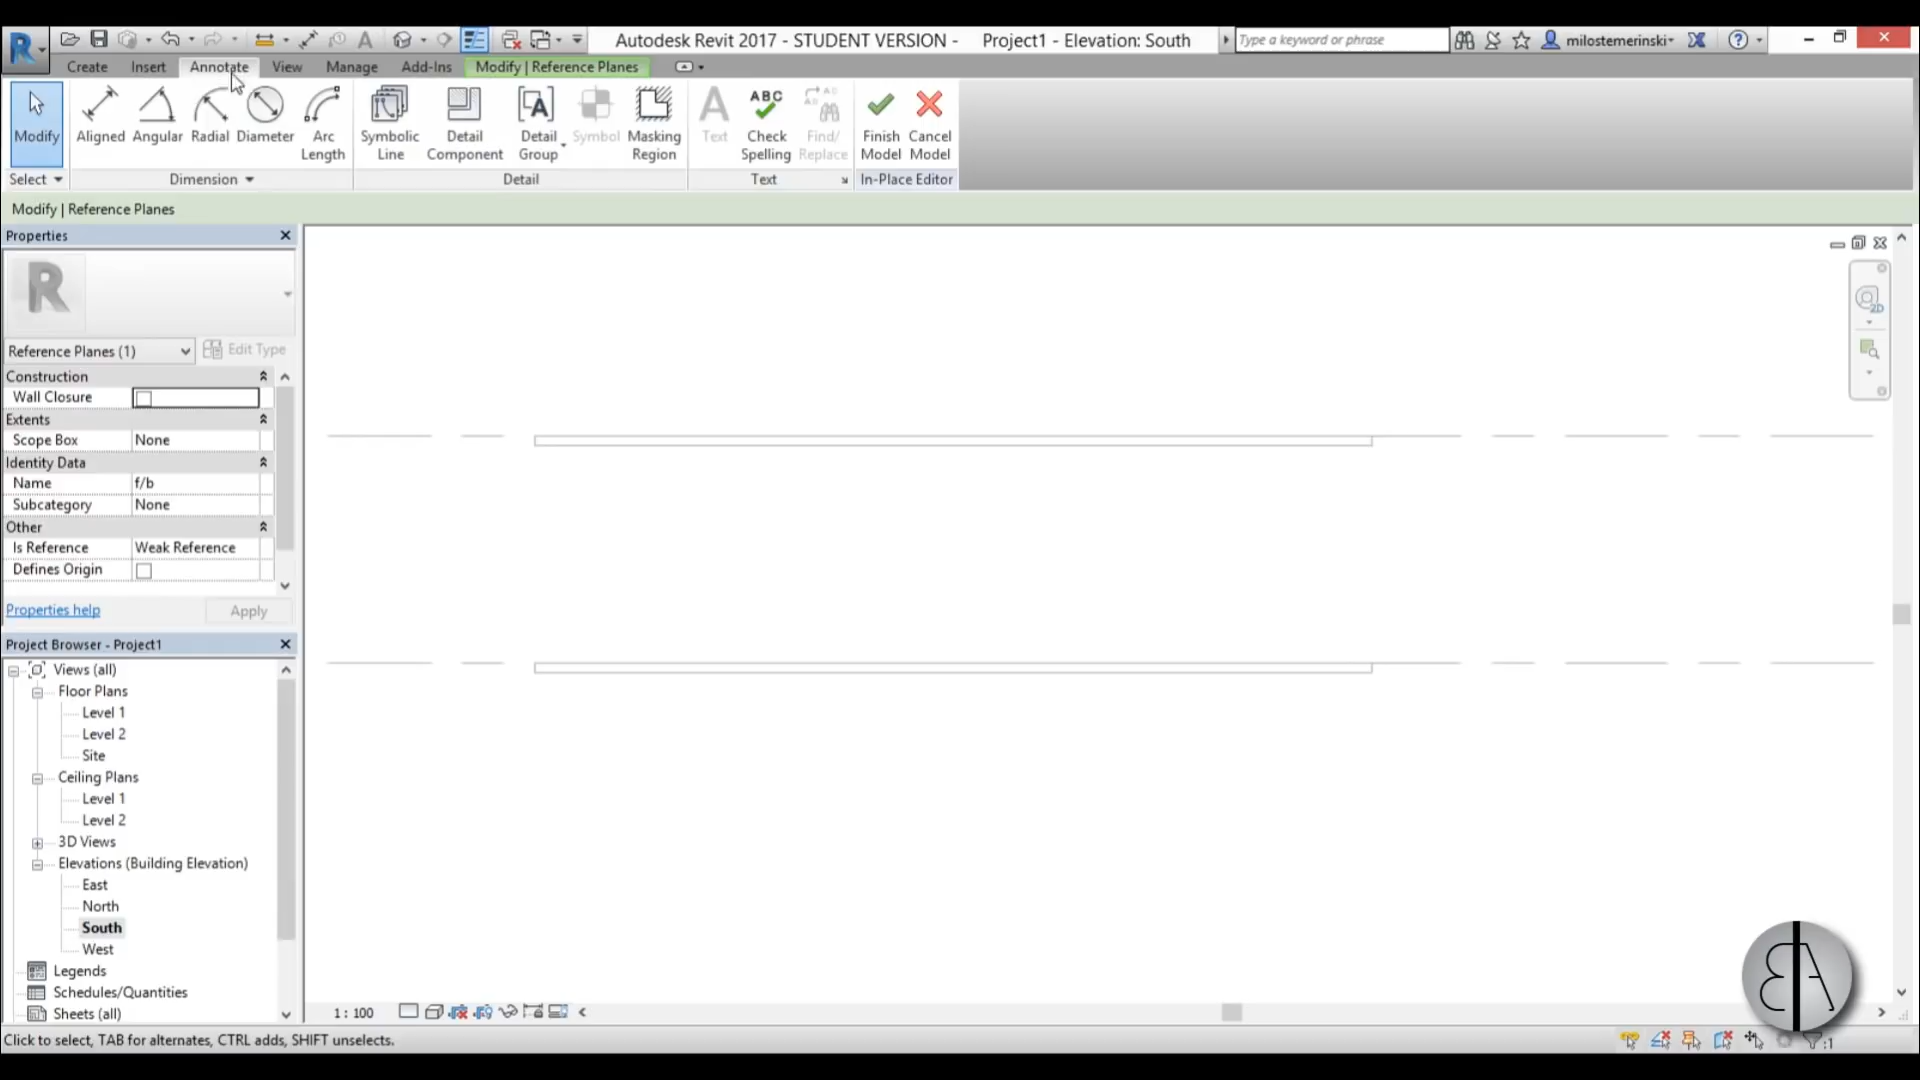 Autodesk Revit 2017 - STUDENT VERSION - Project1 - Elevation: South
Type a keyword or phrase
milostemerinski
Create Insert Annotate View Manage Add-Ins Modify | Reference Planes
Modify Aligned Angular Radial Diameter Arc Length Symbolic Line Detail Component Detail Group Symbol Masking Region Text ABC Check Spelling Find/ Replace Finish Model Cancel Model
Select Dimension Detail Text In-Place Editor
Modify | Reference Planes
Properties
R
Reference Planes (1) Edit Type
Construction
Wall Closure
Extents
Scope Box None
Identity Data
Name f/b
Subcategory None
Other
Is Reference Weak Reference
Defines Origin
Properties help Apply
Project Browser - Project1
Views (all)
Floor Plans
Level 1
Level 2
Site
Ceiling Plans
Level 1
Level 2
3D Views
Elevations (Building Elevation)
East
North
South
West
Legends
Schedules/Quantities
Sheets (all)
2D
1 : 100
BA
Click to select, TAB for alternates, CTRL adds, SHIFT unselects.
:1